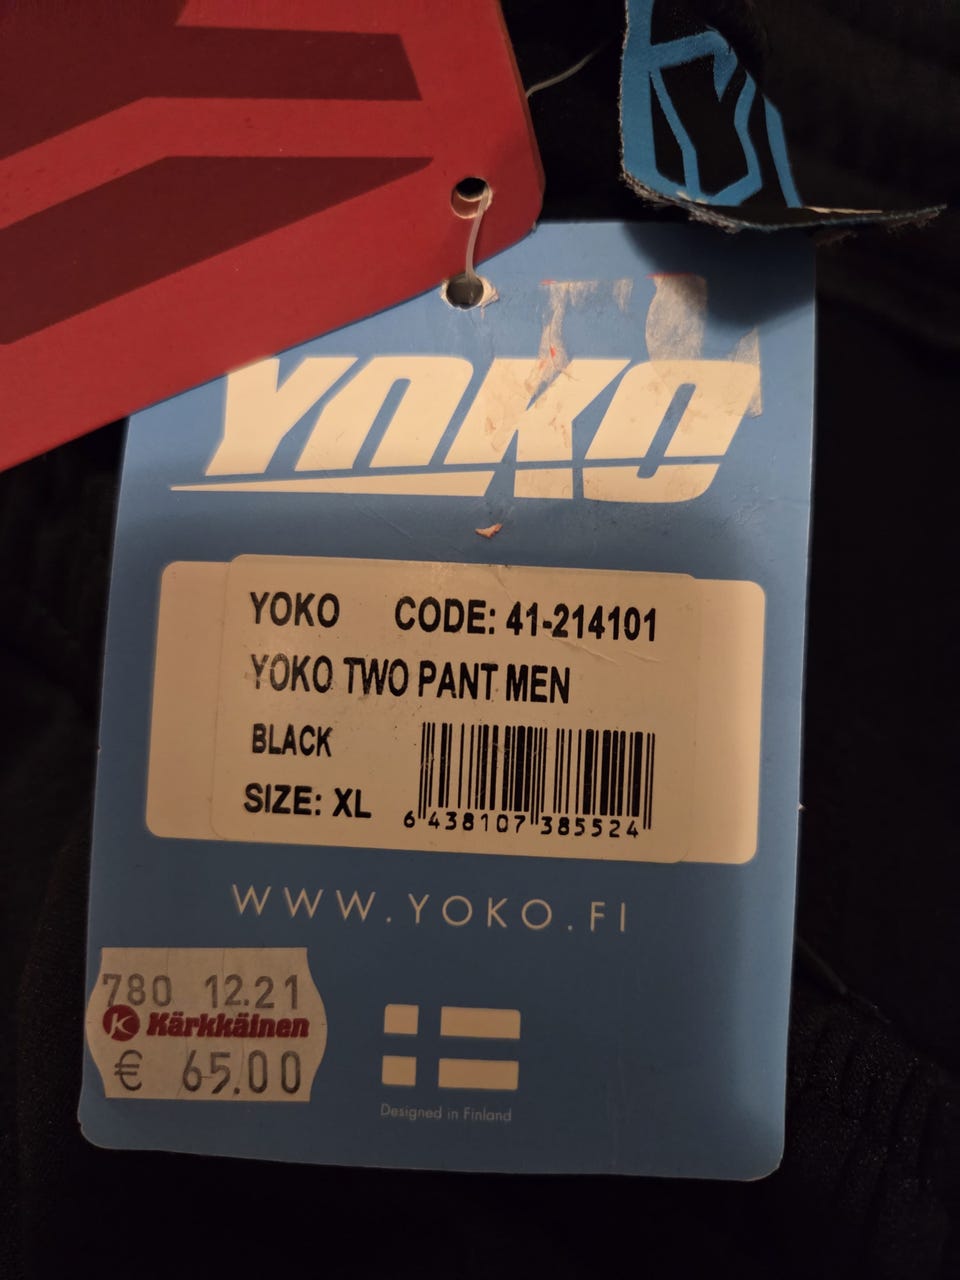 YOKO
YOKO CODE: 41-214101
YOKO TWO PANT MEN
BLACK
SIZE: XL
6 438107 385524
WWW.YOKO.FI
780 12.21
K Kärkkäinen
€ 65.00
Designed in Finland